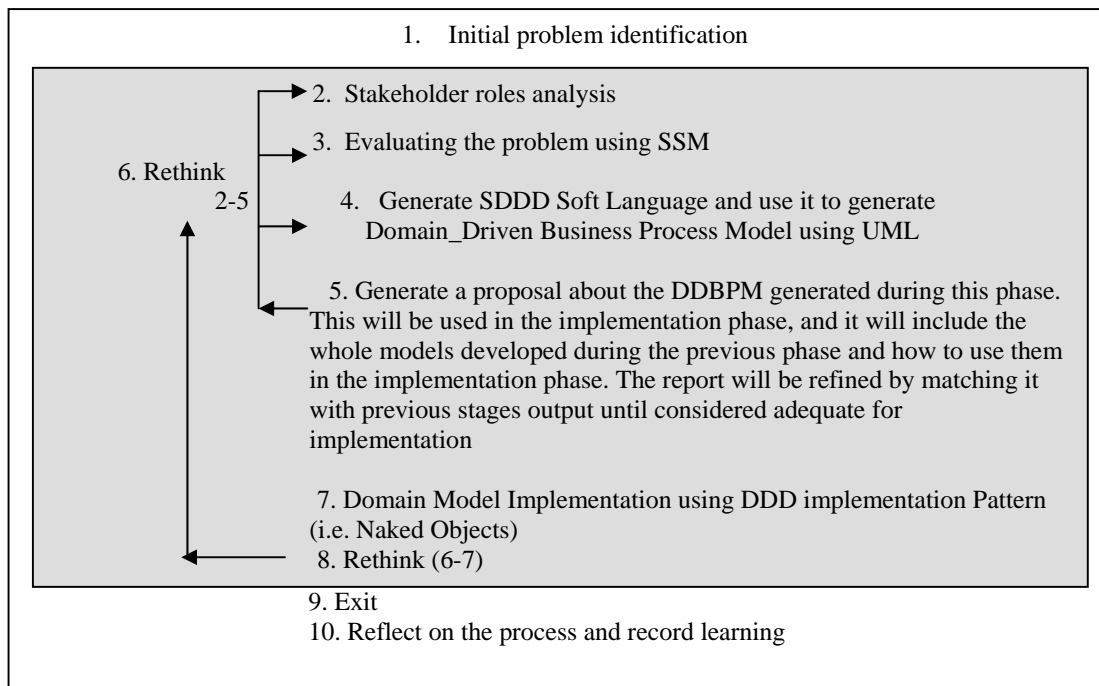 1. Initial problem identification
2. Stakeholder roles analysis
3. Evaluating the problem using SSM
6. Rethink
2-5
4. Generate SDDD Soft Language and use it to generate
Domain_Driven Business Process Model using UML
5. Generate a proposal about the DDBPM generated during this phase.
This will be used in the implementation phase, and it will include the
whole models developed during the previous phase and how to use them
in the implementation phase. The report will be refined by matching it
with previous stages output until considered adequate for
implementation
7. Domain Model Implementation using DDD implementation Pattern
(i.e. Naked Objects)
8. Rethink (6-7)
9. Exit
10. Reflect on the process and record learning